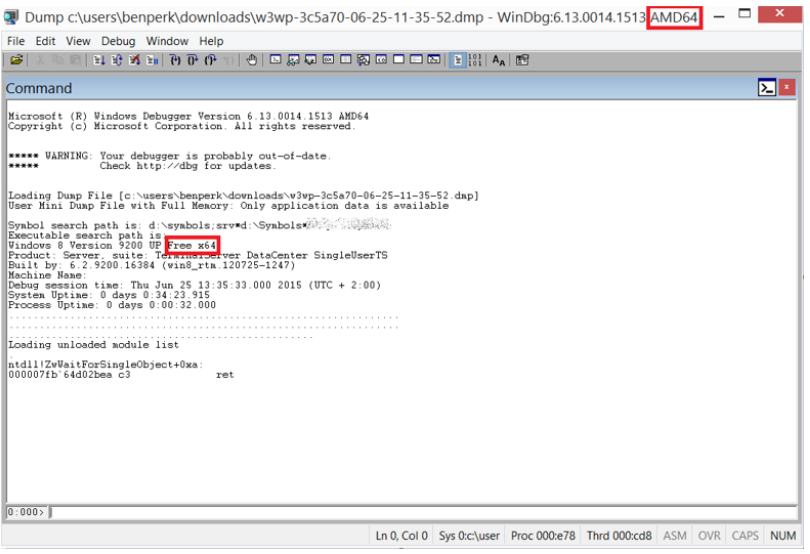 Dump c:\users\benperk\downloads\w3wp-3c5a70-06-25-11-35-52.dmp - WinDbg:6.13.0014.1513 AMD64
File Edit View Debug Window Help
Command
Microsoft (R) Windows Debugger Version 6.13.0014.1513 AMD64
Copyright (c) Microsoft Corporation. All rights reserved.
***** WARNING: Your debugger is probably out-of-date.
***** Check http://dbg for updates.
Loading Dump File [c:\users\benperk\downloads\w3wp-3c5a70-06-25-11-35-52.dmp]
User Mini Dump File with Full Memory: Only application data is available
Symbol search path is: d:\symbols;srv*d:\Symbols*
Executable search path is:
Windows 8 Version 9200 UP Free x64
Product: Server, suite: TerminalServer DataCenter SingleUserTS
Built by: 6.2.9200.16384 (win8_rtm.120725-1247)
Machine Name:
Debug session time: Thu Jun 25 13:35:33.000 2015 (UTC + 2:00)
System Uptime: 0 days 0:34:23.915
Process Uptime: 0 days 0:00:32.000
................................................................
................................................................
..................................................
Loading unloaded module list
.
ntdll!ZwWaitForSingleObject+0xa:
000007fb`64d02bea c3 ret
0:000>
Ln 0, Col 0 Sys 0:c:\user Proc 000:e78 Thrd 000:cd8 ASM OVR CAPS NUM